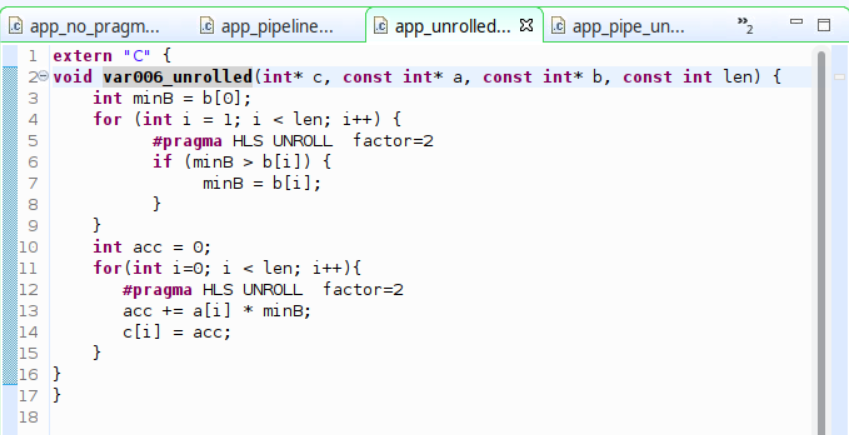 app_no_pragm... app_pipeline... app_unrolled... app_pipe_un... »2
1 extern "C" {
2 void var006_unrolled(int* c, const int* a, const int* b, const int len) {
3     int minB = b[0];
4     for (int i = 1; i < len; i++) {
5           #pragma HLS UNROLL  factor=2
6           if (minB > b[i]) {
7                minB = b[i];
8           }
9     }
10     int acc = 0;
11     for(int i=0; i < len; i++){
12        #pragma HLS UNROLL  factor=2
13        acc += a[i] * minB;
14        c[i] = acc;
15     }
16 }
17 }
18